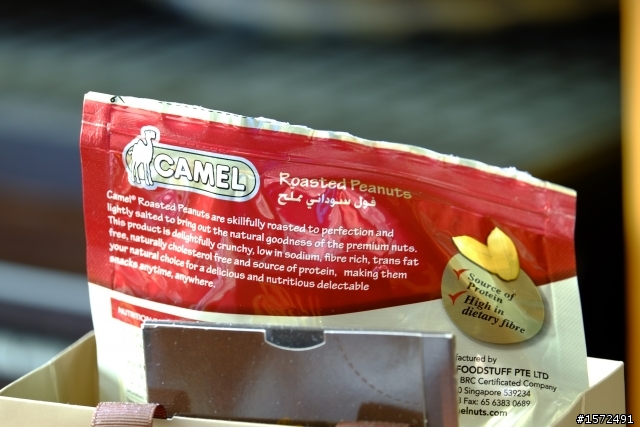 CAMEL
Roasted Peanuts
فول سوداني مملح
Camel® Roasted Peanuts are skillfully roasted to perfection and
lightly salted to bring out the natural goodness of the premium nuts.
This product is delightfully crunchy, low in sodium, fibre rich, trans fat
free, naturally cholesterol free and source of protein, making them
your natural choice for a delicious and nutritious delectable
snacks anytime, anywhere.
Source of
Protein
High in
dietary fibre
NUTRITION
factured by
FOODSTUFF PTE LTD
BRC Certificated Company
0 Singapore 539234
Fax: 65 6383 0689
elnuts.com
#1572491